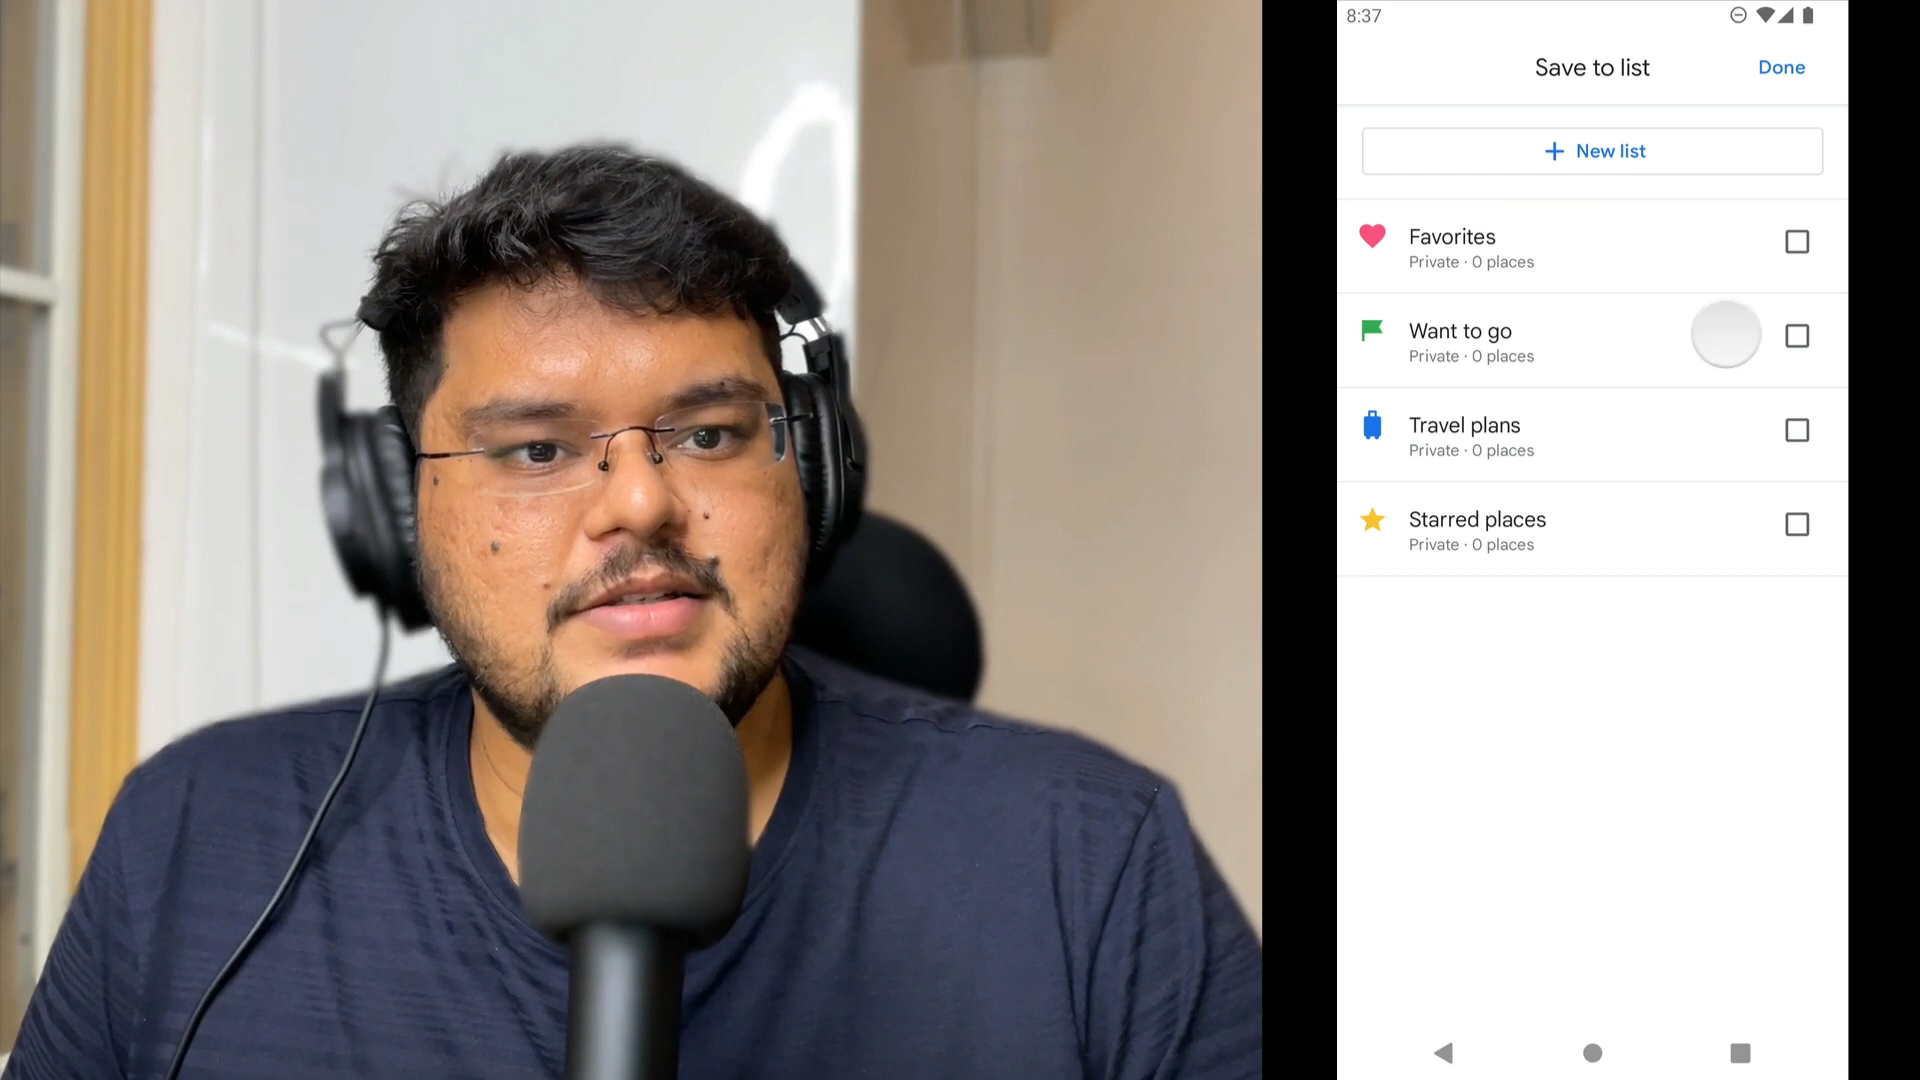 8:37
Save to list
Done
+ New list
Favorites
Private · 0 places
Want to go
Private · 0 places
Travel plans
Private · 0 places
Starred places
Private · 0 places